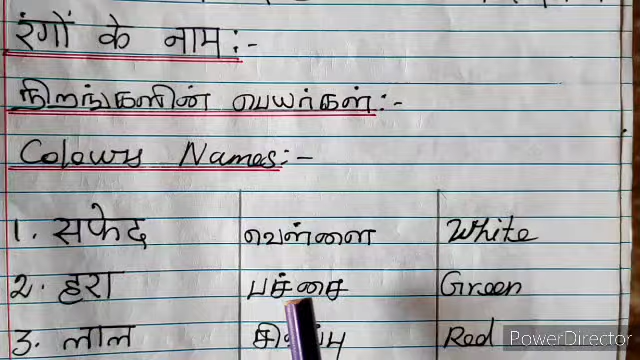 रंगों के नाम:-
நிறங்களின் பெயர்கள்:-
Colours Names:-
1. सफेद வெள்ளை White
2. हरा பச்சை Green
3. लाल Red
PowerDirector